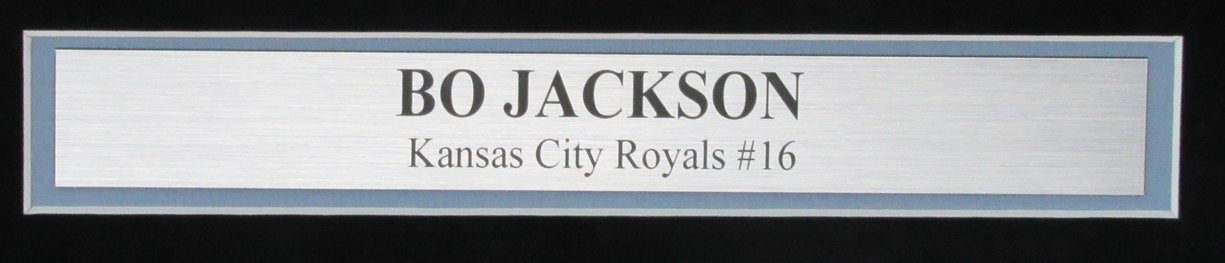 BO JACKSON
Kansas City Royals #16